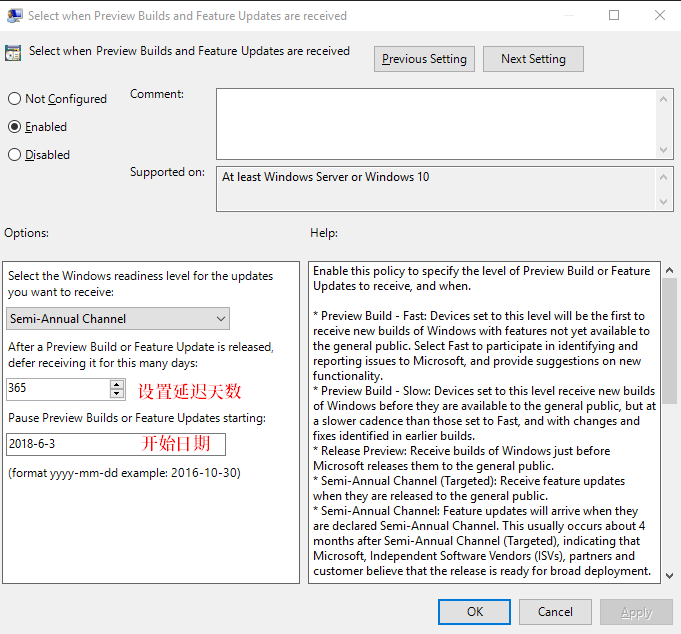 Select when Preview Builds and Feature Updates are received
Select when Preview Builds and Feature Updates are received
Previous Setting
Next Setting
Not Configured
Enabled
Disabled
Comment:
Supported on:
At least Windows Server or Windows 10
Options:
Help:
Select the Windows readiness level for the updates
you want to receive:
Semi-Annual Channel
After a Preview Build or Feature Update is released,
defer receiving it for this many days:
365
设置延迟天数
Pause Preview Builds or Feature Updates starting:
2018-6-3
开始日期
(format yyyy-mm-dd example: 2016-10-30)
Enable this policy to specify the level of Preview Build or Feature
Updates to receive, and when.
* Preview Build - Fast: Devices set to this level will be the first to
receive new builds of Windows with features not yet available to
the general public. Select Fast to participate in identifying and
reporting issues to Microsoft, and provide suggestions on new
functionality.
* Preview Build - Slow: Devices set to this level receive new builds
of Windows before they are available to the general public, but at
a slower cadence than those set to Fast, and with changes and
fixes identified in earlier builds.
* Release Preview: Receive builds of Windows just before
Microsoft releases them to the general public.
* Semi-Annual Channel (Targeted): Receive feature updates
when they are released to the general public.
* Semi-Annual Channel: Feature updates will arrive when they
are declared Semi-Annual Channel. This usually occurs about 4
months after Semi-Annual Channel (Targeted), indicating that
Microsoft, Independent Software Vendors (ISVs), partners and
customer believe that the release is ready for broad deployment.
OK
Cancel
Apply